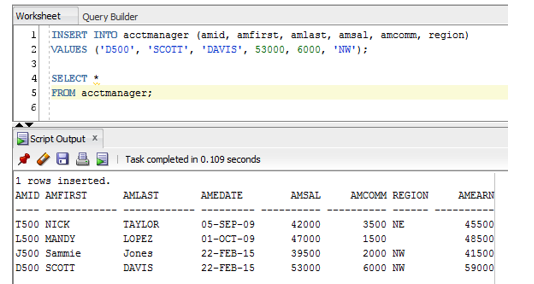 Worksheet Query Builder
1 INSERT INTO acctmanager (amid, amfirst, amlast, amsal, amcomm, region)
2 VALUES ('D500', 'SCOTT', 'DAVIS', 53000, 6000, 'NW');
3
4 SELECT *
5 FROM acctmanager;
6
Script Output x
Task completed in 0.109 seconds
1 rows inserted.
AMID AMFIRST AMLAST AMEDATE AMSAL AMCOMM REGION AMEARN
---- ------------ ------------ --------- ---------- ---------- ------ ----------
T500 NICK TAYLOR 05-SEP-09 42000 3500 NE 45500
L500 MANDY LOPEZ 01-OCT-09 47000 1500 48500
J500 Sammie Jones 22-FEB-15 39500 2000 NW 41500
D500 SCOTT DAVIS 22-FEB-15 53000 6000 NW 59000